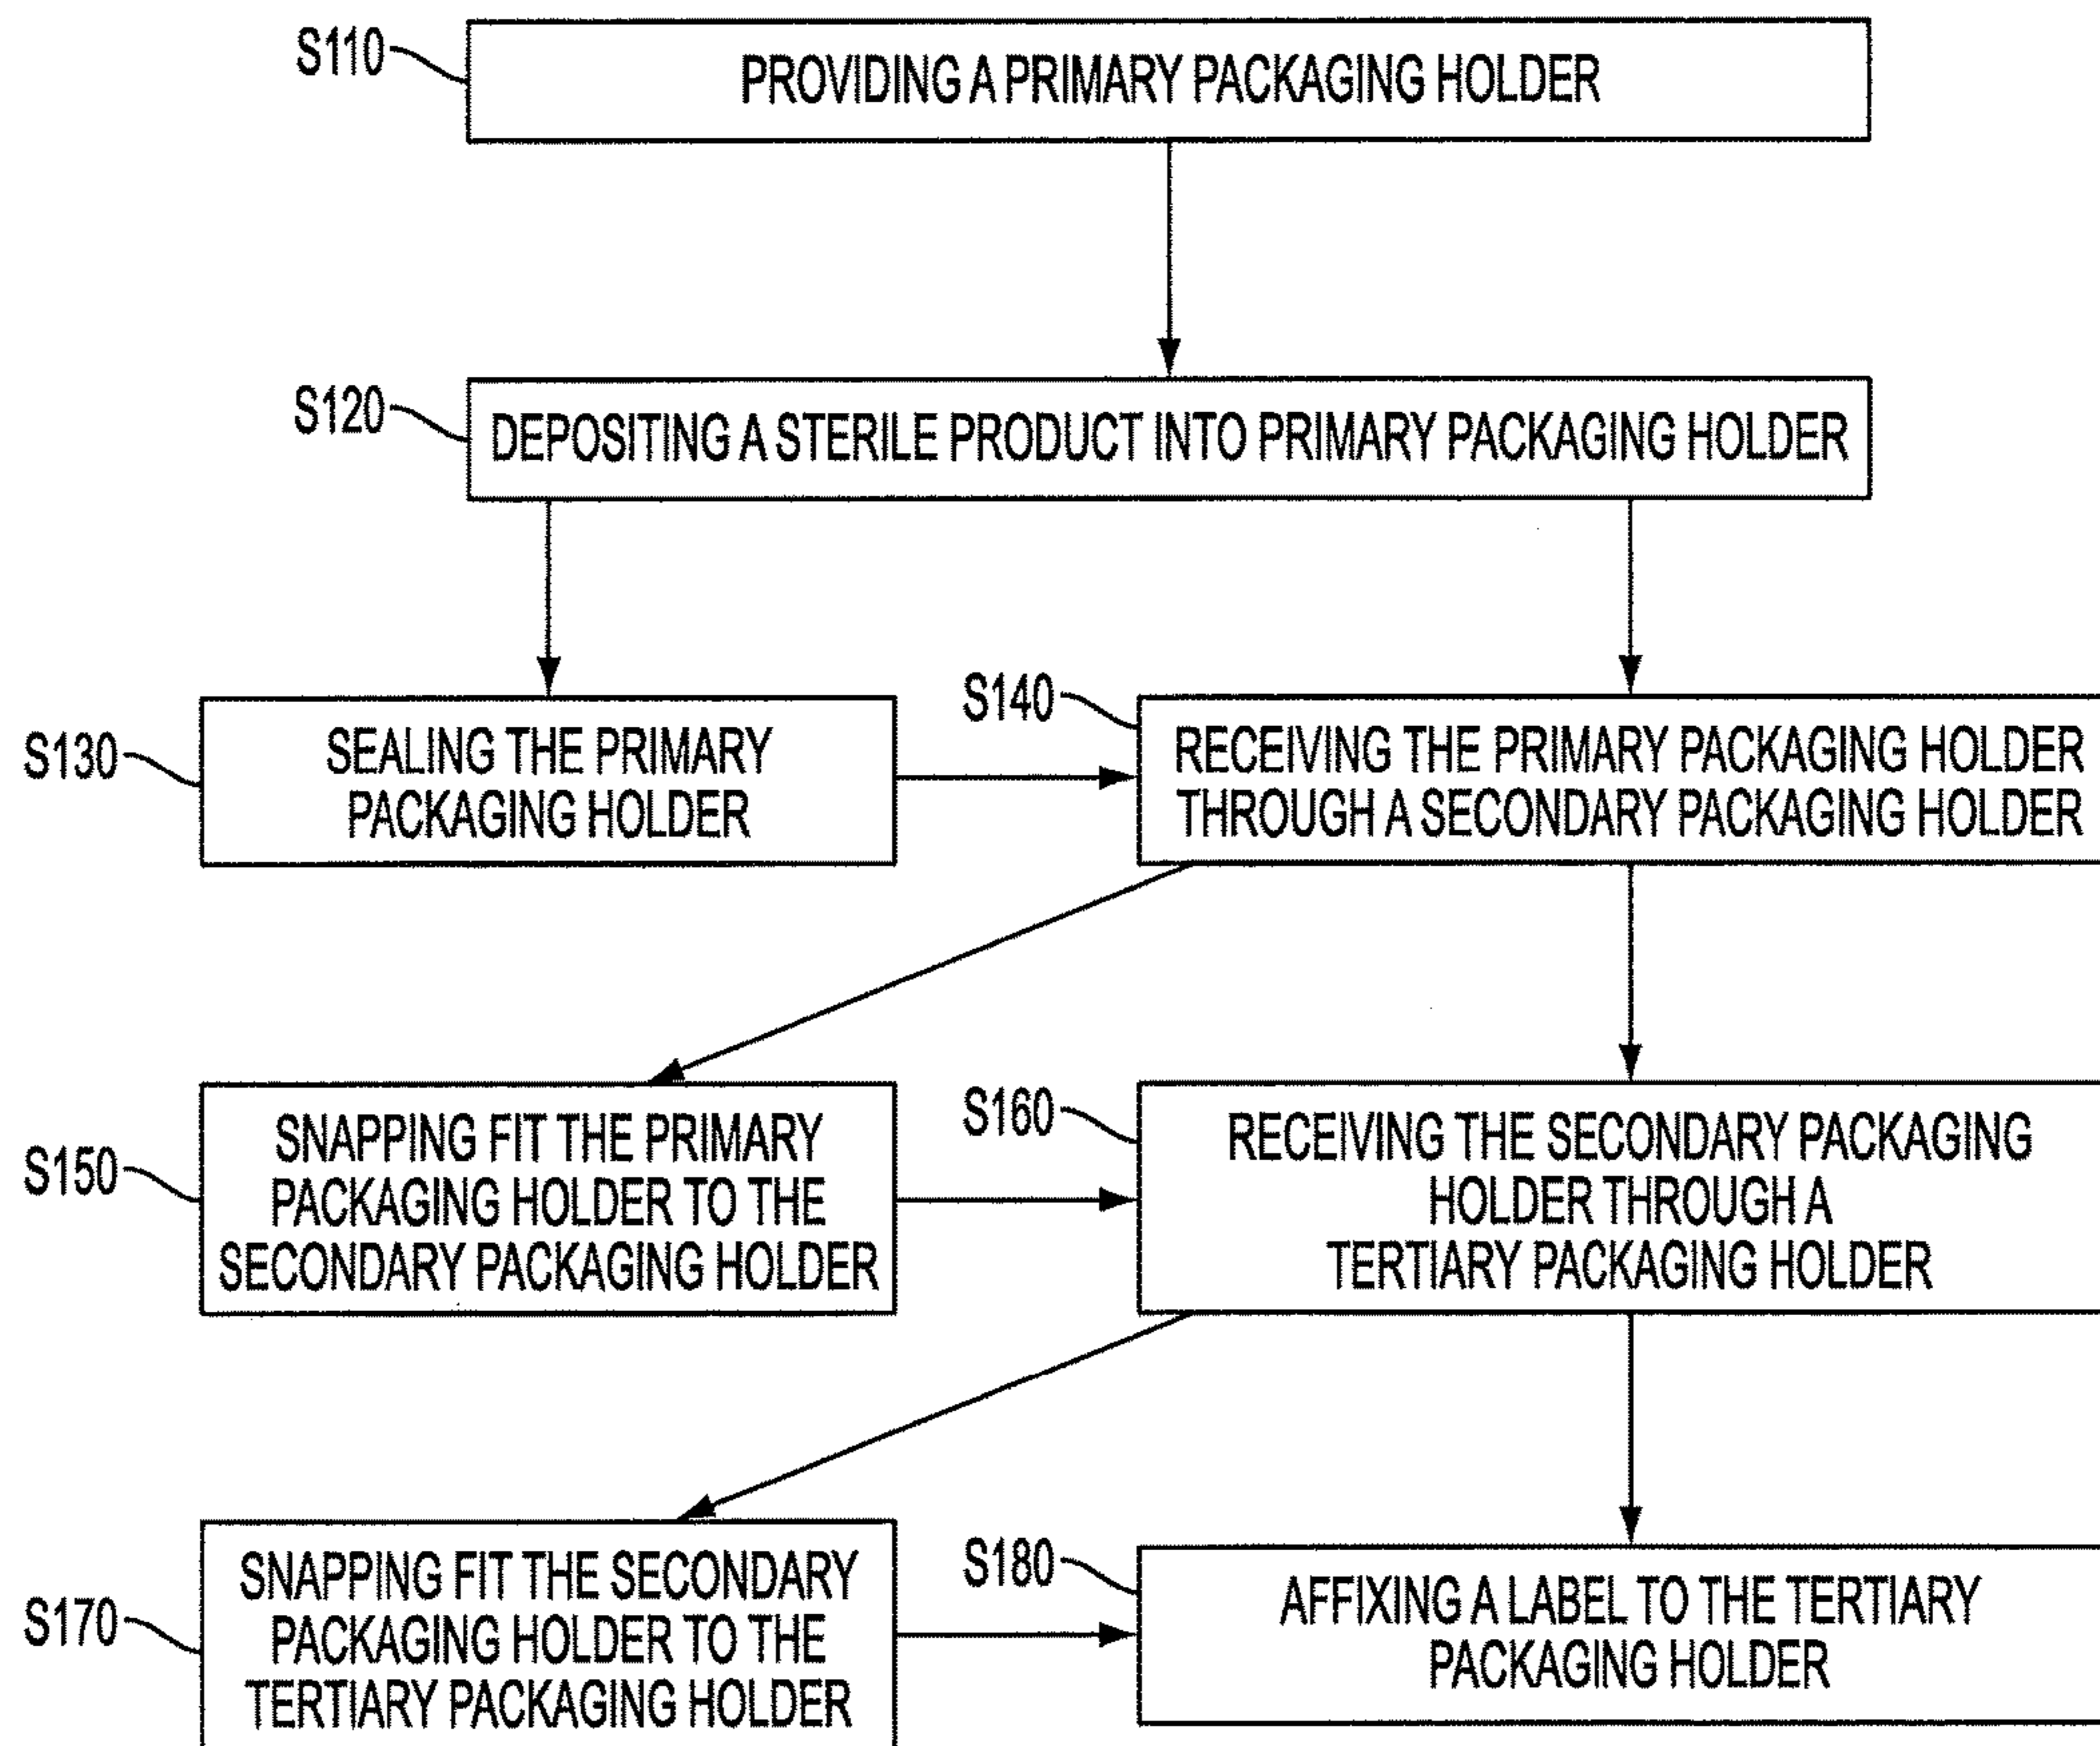 S110
PROVIDING A PRIMARY PACKAGING HOLDER
S120
DEPOSITING A STERILE PRODUCT INTO PRIMARY PACKAGING HOLDER
S130
SEALING THE PRIMARY
PACKAGING HOLDER
S140
RECEIVING THE PRIMARY PACKAGING HOLDER
THROUGH A SECONDARY PACKAGING HOLDER
S150
SNAPPING FIT THE PRIMARY
PACKAGING HOLDER TO THE
SECONDARY PACKAGING HOLDER
S160
RECEIVING THE SECONDARY PACKAGING
HOLDER THROUGH A
TERTIARY PACKAGING HOLDER
S170
SNAPPING FIT THE SECONDARY
PACKAGING HOLDER TO THE
TERTIARY PACKAGING HOLDER
S180
AFFIXING A LABEL TO THE TERTIARY
PACKAGING HOLDER